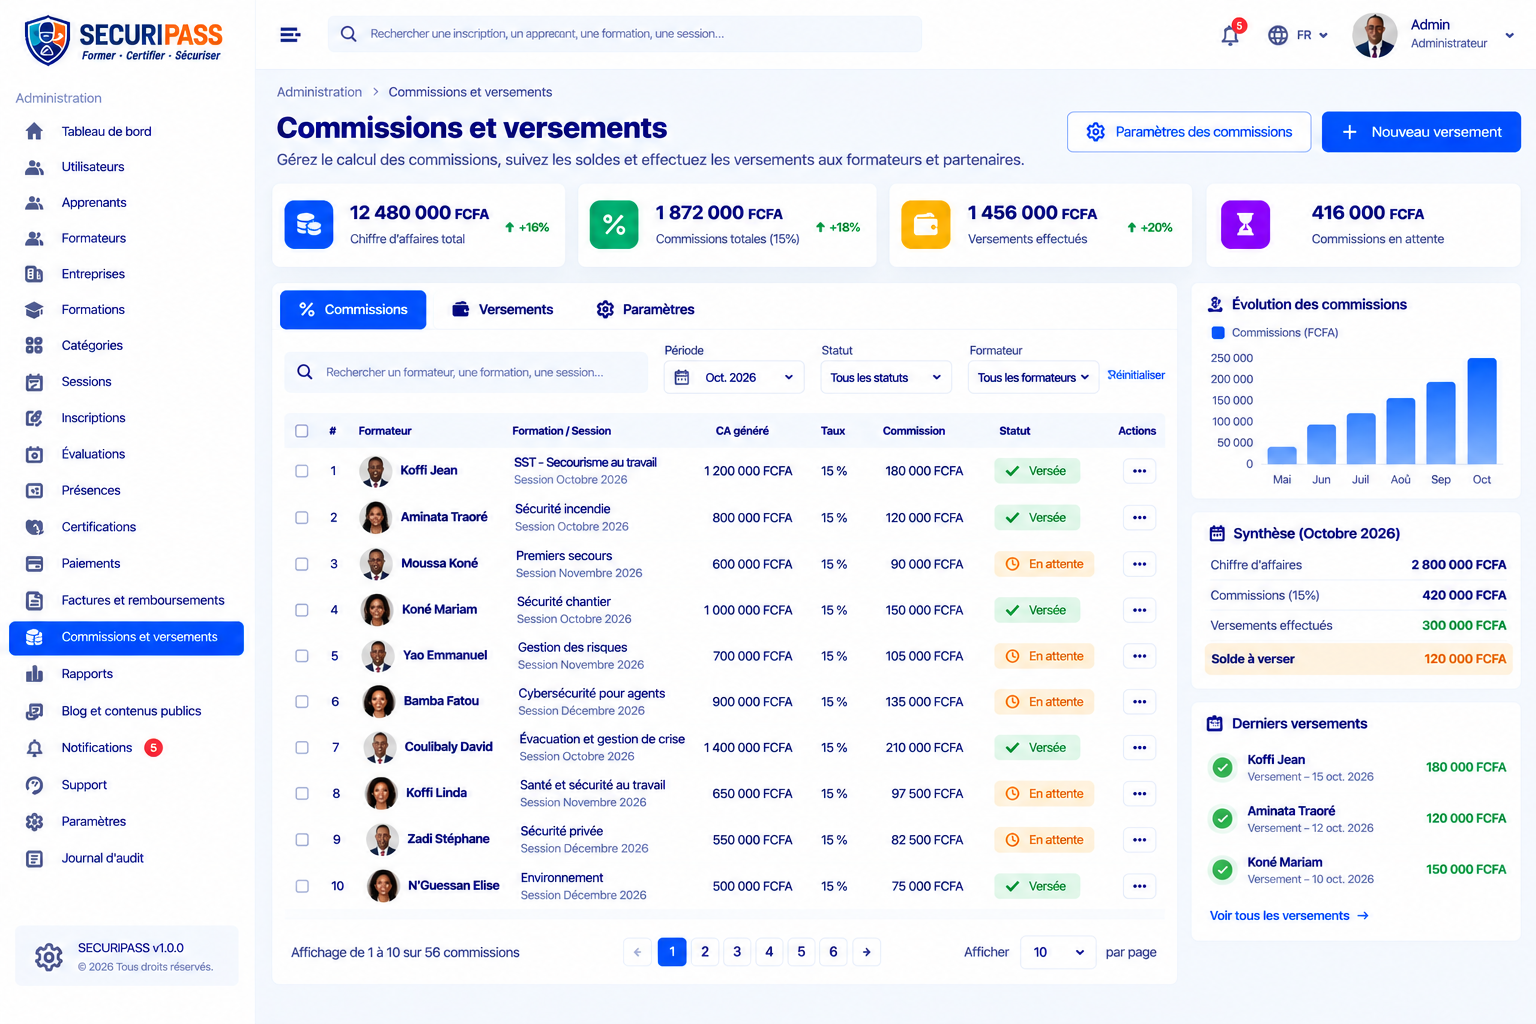 SECURIPASS
Former · Certifier · Sécuriser
Rechercher une inscription, un apprecant, une formation, une session...
5
FR
Admin
Administrateur
Administration
Tableau de bord
Utilisateurs
Apprenants
Formateurs
Entreprises
Formations
Catégories
Sessions
Inscriptions
Évaluations
Présences
Certifications
Paiements
Factures et remboursements
Commissions et versements
Rapports
Blog et contenus publics
Notifications 5
Support
Paramètres
Journal d'audit
SECURIPASS v1.0.0
© 2026 Tous droits réservés.
Administration > Commissions et versements
Commissions et versements
Gérez le calcul des commissions, suivez les soldes et effectuez les versements aux formateurs et partenaires.
Paramètres des commissions
+ Nouveau versement
12 480 000 FCFA
Chiffre d'affaires total
+16%
1 872 000 FCFA
Commissions totales (15%)
+18%
1 456 000 FCFA
Versements effectués
+20%
416 000 FCFA
Commissions en attente
% Commissions
Versements
Paramètres
Rechercher un formateur, une formation, une session...
Période
Oct. 2026
Statut
Tous les statuts
Formateur
Tous les formateurs
Réinitialiser
# Formateur Formation / Session CA généré Taux Commission Statut Actions
1 Koffi Jean SST - Secourisme au travail 1 200 000 FCFA 15 % 180 000 FCFA Versée
Session Octobre 2026
2 Aminata Traoré Sécurité incendie 800 000 FCFA 15 % 120 000 FCFA Versée
Session Octobre 2026
3 Moussa Koné Premiers secours 600 000 FCFA 15 % 90 000 FCFA En attente
Session Novembre 2026
4 Koné Mariam Sécurité chantier 1 000 000 FCFA 15 % 150 000 FCFA Versée
Session Octobre 2026
5 Yao Emmanuel Gestion des risques 700 000 FCFA 15 % 105 000 FCFA En attente
Session Novembre 2026
6 Bamba Fatou Cybersécurité pour agents 900 000 FCFA 15 % 135 000 FCFA En attente
Session Décembre 2026
7 Coulibaly David Évacuation et gestion de crise 1 400 000 FCFA 15 % 210 000 FCFA Versée
Session Octobre 2026
8 Koffi Linda Santé et sécurité au travail 650 000 FCFA 15 % 97 500 FCFA En attente
Session Novembre 2026
9 Zadi Stéphane Sécurité privée 550 000 FCFA 15 % 82 500 FCFA En attente
Session Décembre 2026
10 N'Guessan Elise Environnement 500 000 FCFA 15 % 75 000 FCFA Versée
Session Décembre 2026
Affichage de 1 à 10 sur 56 commissions
← 1 2 3 4 5 6 →
Afficher 10 par page
Évolution des commissions
Commissions (FCFA)
250 000
200 000
150 000
100 000
50 000
0
Mai Jun Juil Aoû Sep Oct
Synthèse (Octobre 2026)
Chiffre d'affaires 2 800 000 FCFA
Commissions (15%) 420 000 FCFA
Versements effectués 300 000 FCFA
Solde à verser 120 000 FCFA
Derniers versements
Koffi Jean
Versement – 15 oct. 2026
180 000 FCFA
Aminata Traoré
Versement – 12 oct. 2026
120 000 FCFA
Koné Mariam
Versement – 10 oct. 2026
150 000 FCFA
Voir tous les versements →